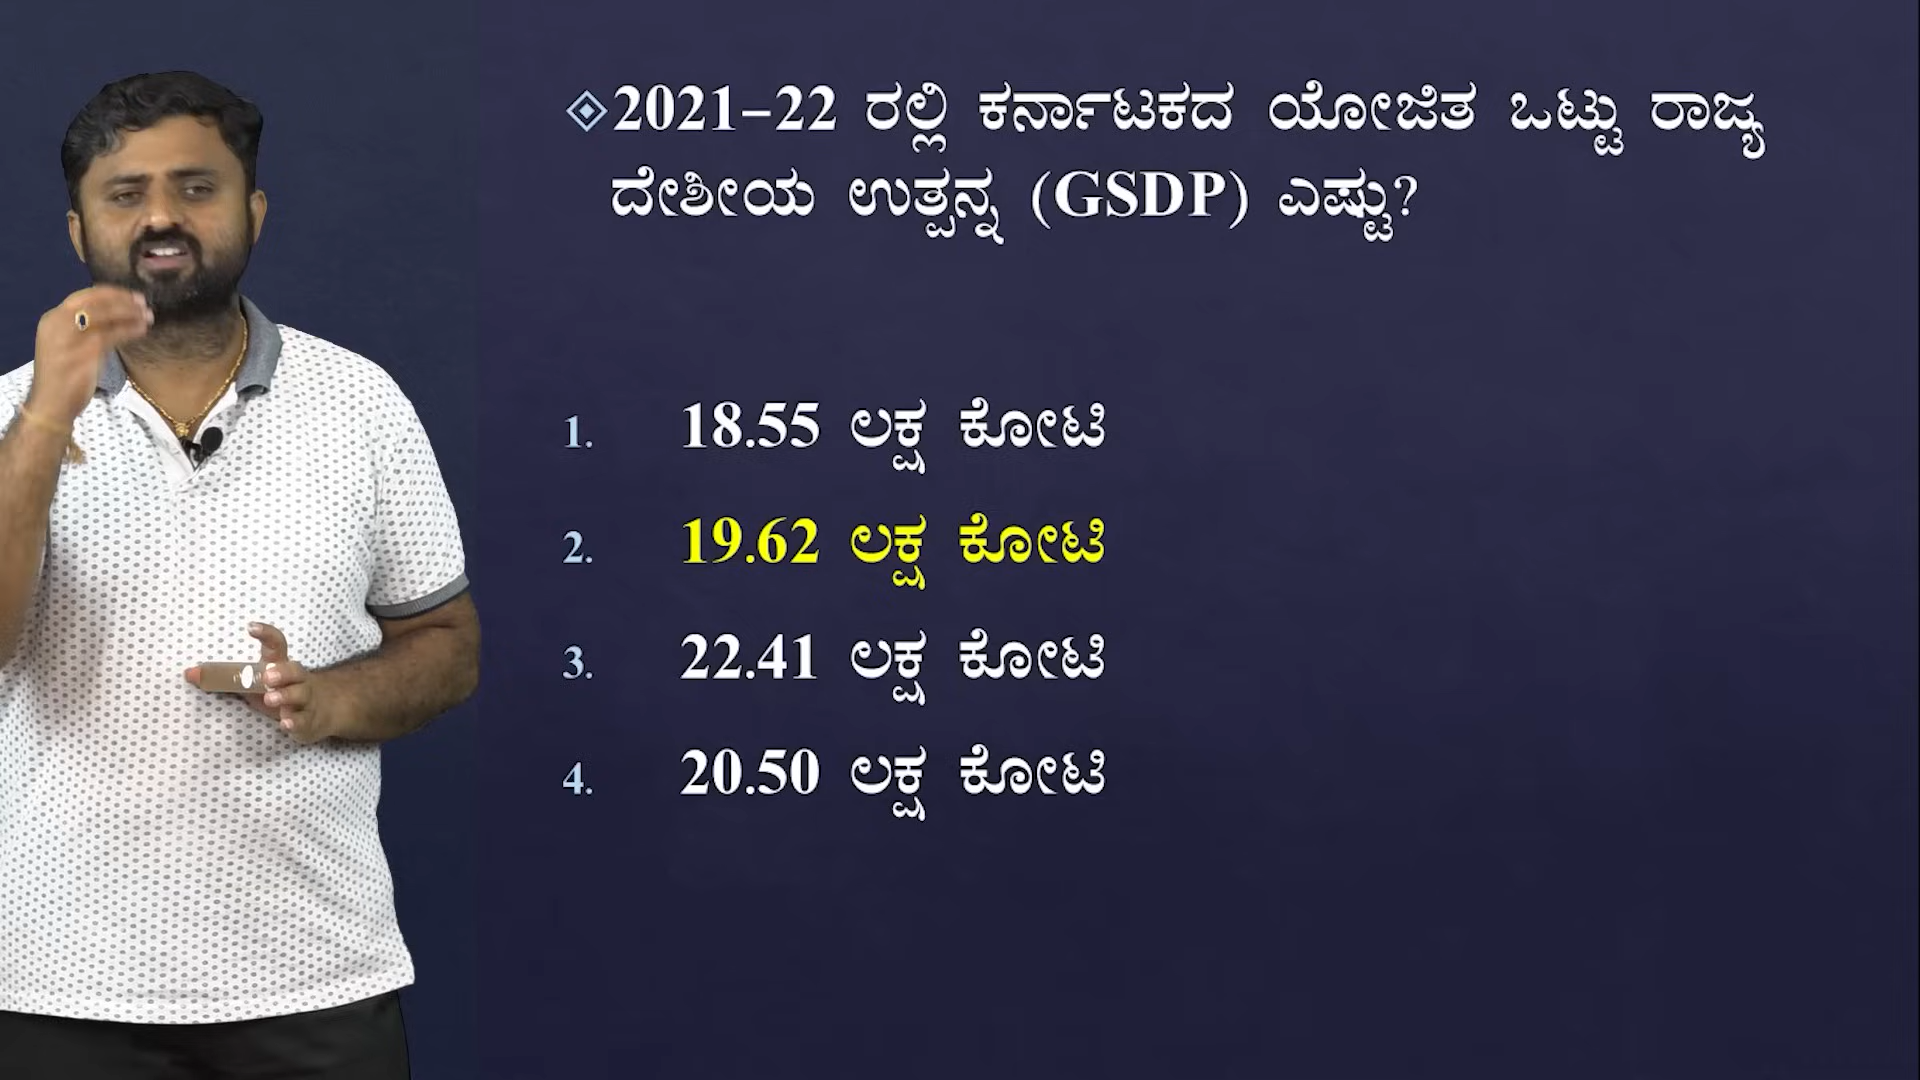 2021-22 ರಲ್ಲಿ ಕರ್ನಾಟಕದ ಯೋಜಿತ ಒಟ್ಟು ರಾಜ್ಯ
ದೇಶೀಯ ಉತ್ಪನ್ನ (GSDP) ಎಷ್ಟು?
1. 18.55 ಲಕ್ಷ ಕೋಟಿ
2. 19.62 ಲಕ್ಷ ಕೋಟಿ
3. 22.41 ಲಕ್ಷ ಕೋಟಿ
4. 20.50 ಲಕ್ಷ ಕೋಟಿ